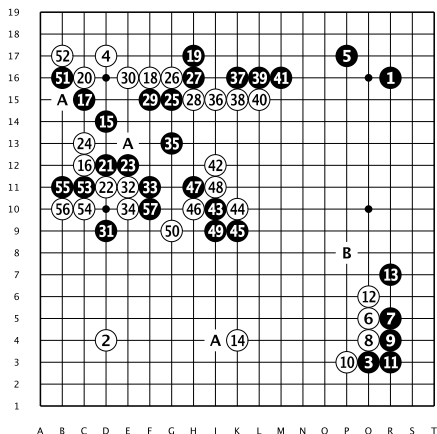 19
18
17 52 4 19 5
16 51 20 30 18 26 27 37 39 41 1
15 A 17 29 25 28 36 38 40
14 15
13 24 A 35
12 16 21 23 42
11 55 53 22 32 33 47 48
10 56 54 34 57 46 43 44
9 31 50 49 45
8 B
7 13
6 12
5 6 7
4 2 A 14 8 9
3 10 3 11
2
1
A B C D E F G H I K L M N O P Q R S T